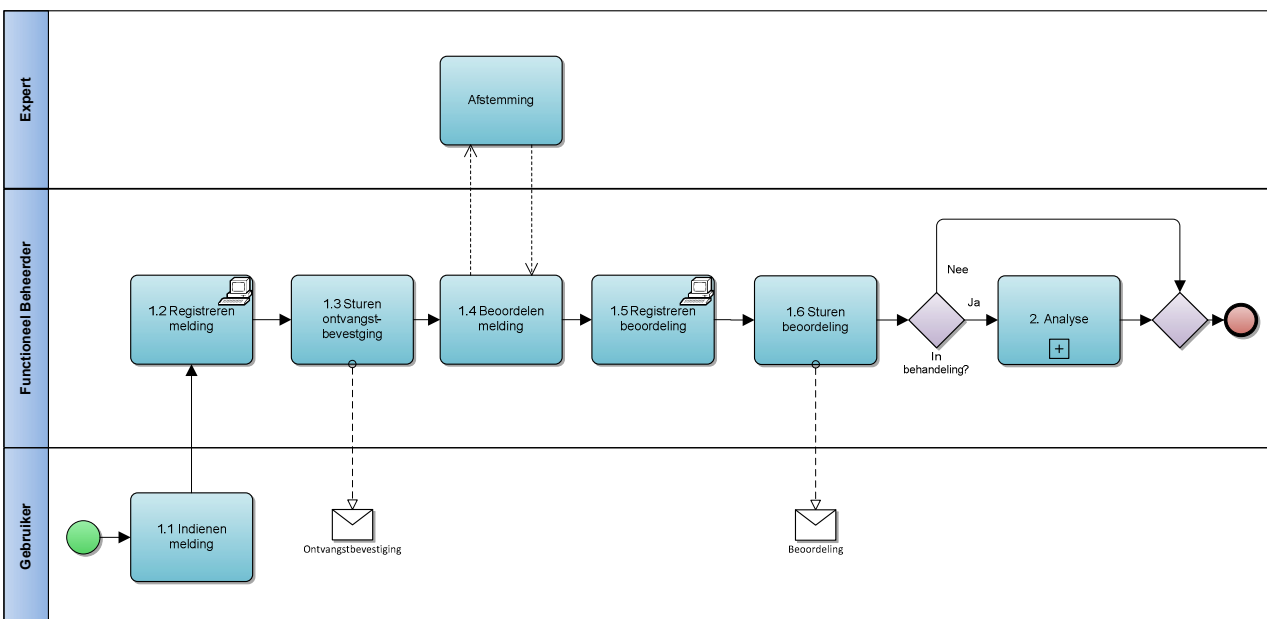 Expert
Afstemming
Functioneel Beheerder
1.2 Registreren
melding
1.3 Sturen
ontvangst-
bevestging
1.4 Beoordelen
melding
1.5 Registreren
beoordeling
1.6 Sturen
beoordeling
Nee
Ja
In
behandeling?
2. Analyse
Gebruiker
1.1 Indienen
melding
Ontvangstbevestiging
Beoordeling